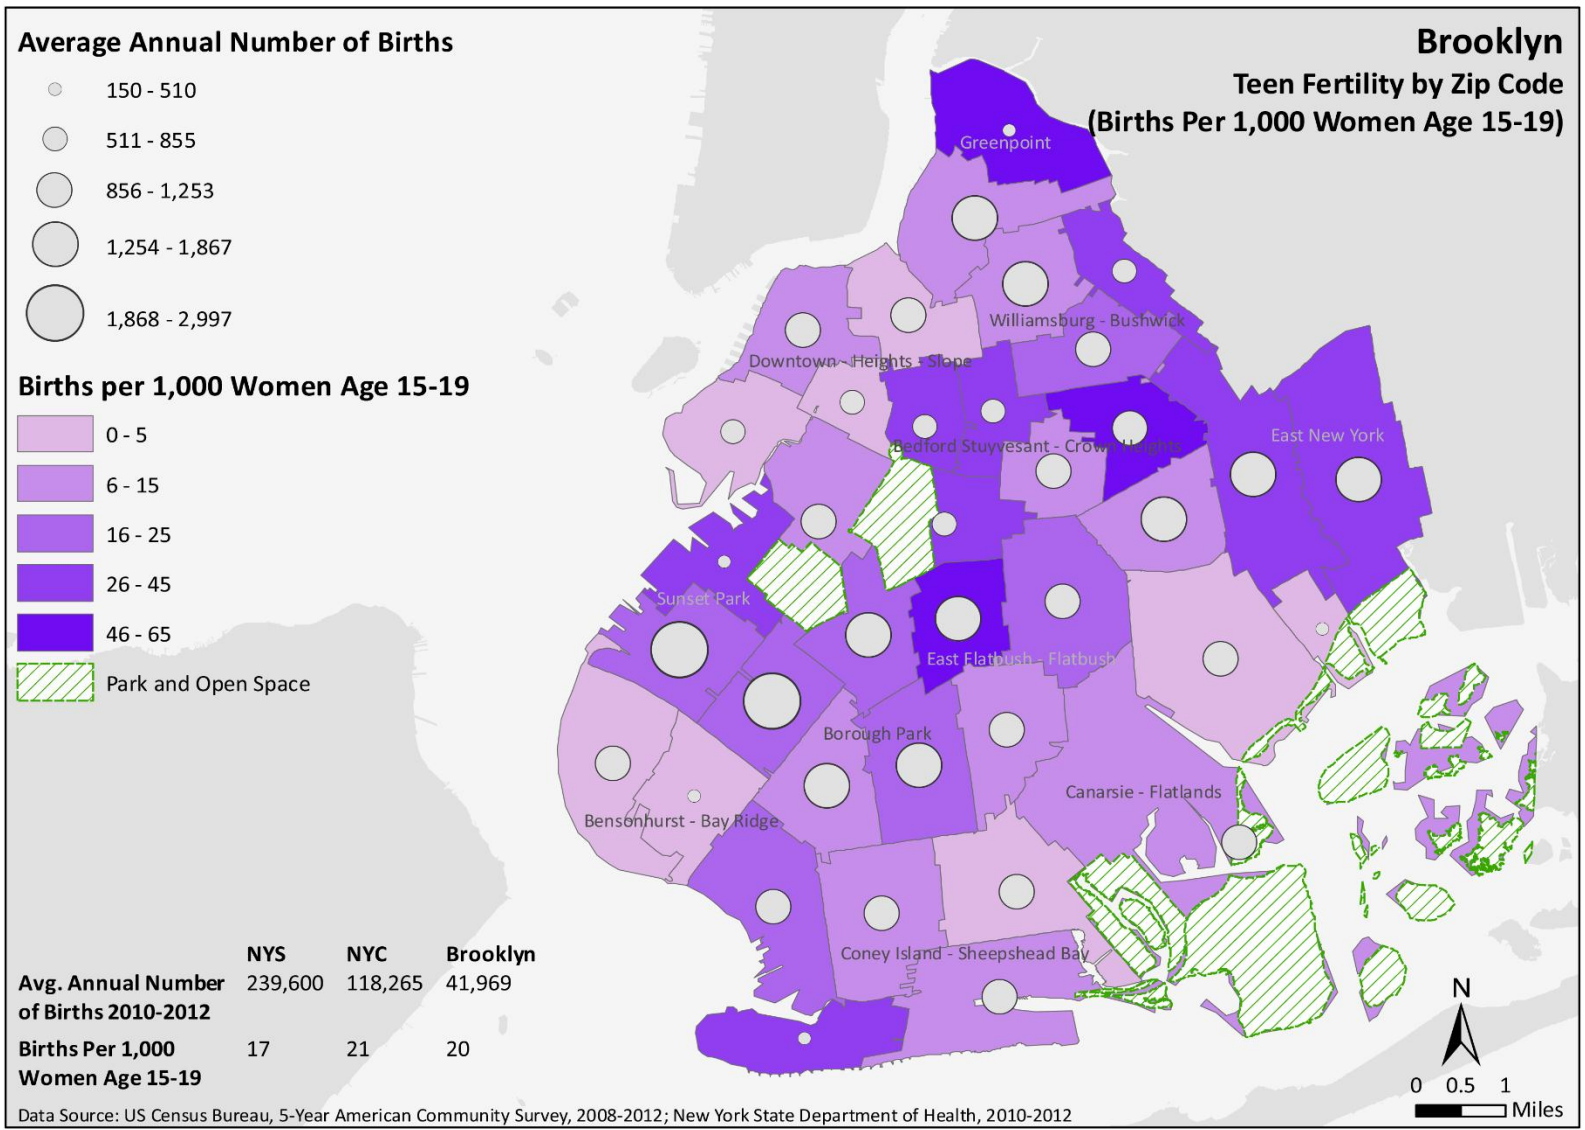 Brooklyn
Teen Fertility by Zip Code
(Births Per 1,000 Women Age 15-19)
Average Annual Number of Births
150 - 510
511 - 855
856 - 1,253
1,254 - 1,867
1,868 - 2,997
Births per 1,000 Women Age 15-19
0 - 5
6 - 15
16 - 25
26 - 45
46 - 65
Park and Open Space
Greenpoint
Williamsburg - Bushwick
Downtown - Heights - Slope
East New York
Bedford Stuyvesant - Crown Heights
Sunset Park
East Flatbush - Flatbush
Borough Park
Canarsie - Flatlands
Bensonhurst - Bay Ridge
Coney Island - Sheepshead Bay
NYS NYC Brooklyn
Avg. Annual Number 239,600 118,265 41,969
of Births 2010-2012
Births Per 1,000 17 21 20
Women Age 15-19
N
0 0.5 1
Miles
Data Source: US Census Bureau, 5-Year American Community Survey, 2008-2012; New York State Department of Health, 2010-2012